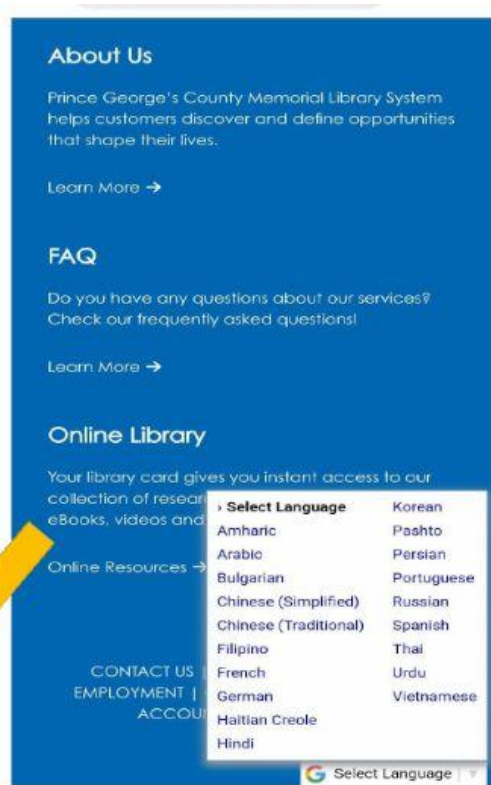 About Us
Prince George's County Memorial Library System
helps customers discover and define opportunities
that shape their lives.
Learn More →
FAQ
Do you have any questions about our services?
Check our frequently asked questions!
Learn More →
Online Library
Your library card gives you instant access to our
collection of
eBooks, videos and
Online Resources →
CONTACT US |
EMPLOYMENT |
› Select Language
Amharic
Arabic
Bulgarian
Chinese (Simplified)
Chinese (Traditional)
Filipino
French
German
Haitian Creole
Hindi
Korean
Pashto
Persian
Portuguese
Russian
Spanish
Thai
Urdu
Vietnamese
G Select Language | ▼